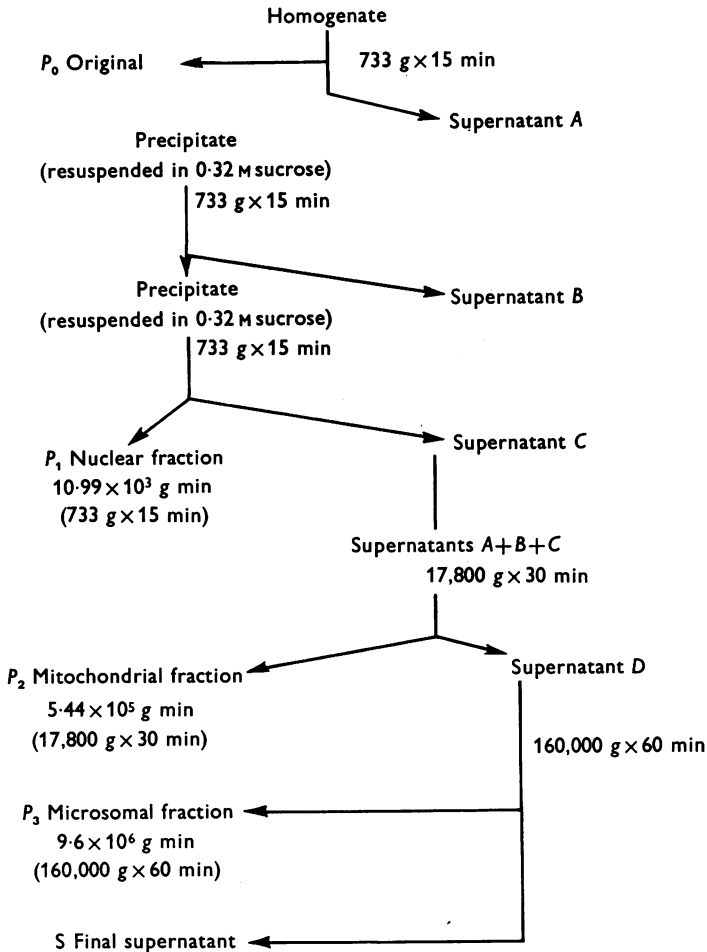 Homogenate
P₀ Original
733 g×15 min
Supernatant A
Precipitate
(resuspended in 0·32 M sucrose)
733 g×15 min
Precipitate
(resuspended in 0·32 M sucrose)
733 g×15 min
Supernatant B
P₁ Nuclear fraction
10·99×10³ g min
(733 g×15 min)
Supernatant C
Supernatants A+B+C
17,800 g×30 min
P₂ Mitochondrial fraction
5·44×10⁵ g min
(17,800 g×30 min)
Supernatant D
160,000 g×60 min
P₃ Microsomal fraction
9·6×10⁶ g min
(160,000 g×60 min)
S Final supernatant